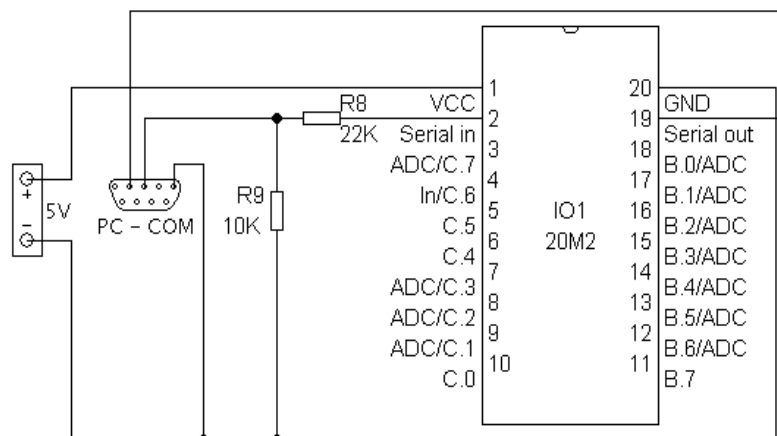 1
20
R8
VCC
GND
2
19
22K
Serial in
Serial out
3
18
ADC/C.7
B.0/ADC
4
17
+
R9
In/C.6
B.1/ADC
5V
5
IO1
16
PC - COM
10K
C.5
B.2/ADC
-
6
20M2
15
C.4
B.3/ADC
7
14
ADC/C.3
B.4/ADC
8
13
ADC/C.2
B.5/ADC
9
12
ADC/C.1
B.6/ADC
10
11
C.0
B.7